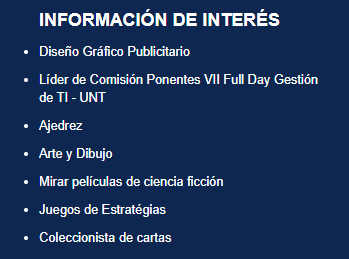 INFORMACIÓN DE INTERÉS
• Diseño Gráfico Publicitario
• Líder de Comisión Ponentes VII Full Day Gestión
de TI - UNT
• Ajedrez
• Arte y Dibujo
• Mirar películas de ciencia ficción
• Juegos de Estratégias
• Coleccionista de cartas